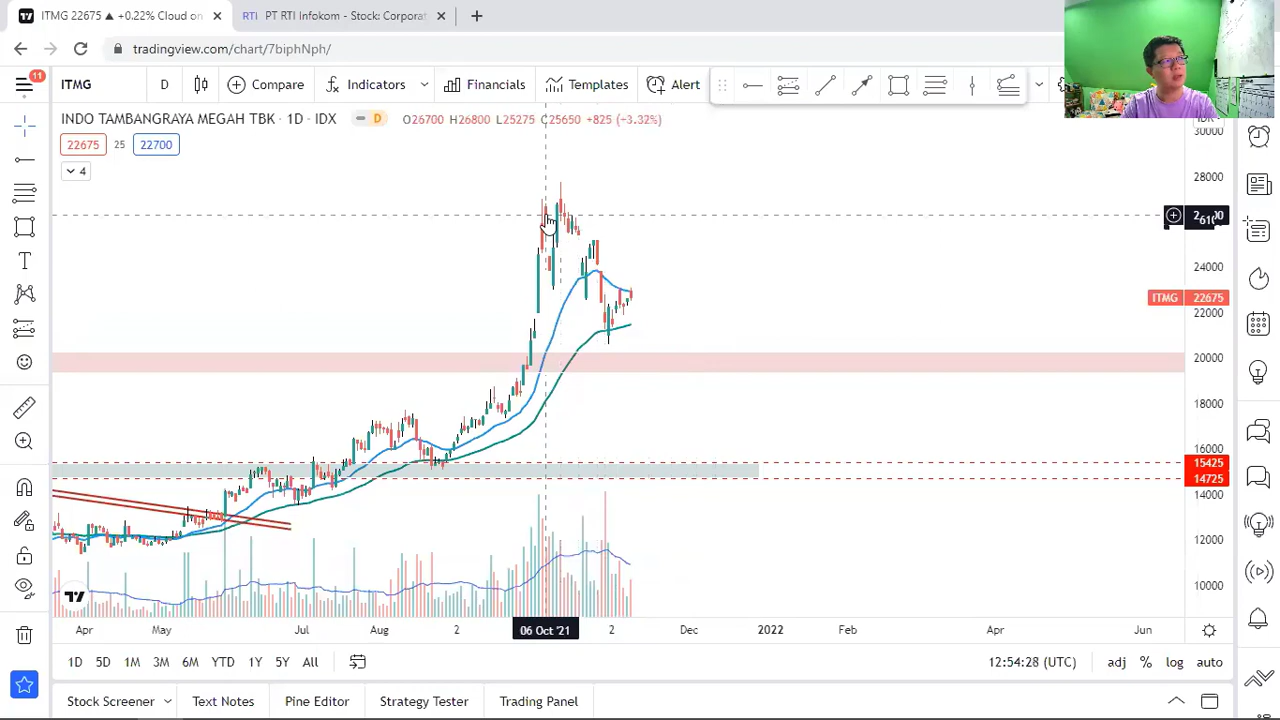 ITMG 22675 ▲ +0.22% Cloud on
RTI PT RTI Infokom - Stock: Corporat
tradingview.com/chart/7biphNph/
11
ITMG D Compare Indicators Financials Templates Alert
INDO TAMBANGRAYA MEGAH TBK · 1D · IDX D O26700 H26800 L25275 C25650 +825 (+3.32%)
22675 25 22700
4
30000
28000
24000
ITMG 22675
22000
20000
18000
16000
15425
14725
14000
12000
10000
Apr May Jul Aug 2 06 Oct '21 2 Dec 2022 Feb Apr Jun
1D 5D 1M 3M 6M YTD 1Y 5Y All 12:54:28 (UTC) adj % log auto
Stock Screener Text Notes Pine Editor Strategy Tester Trading Panel